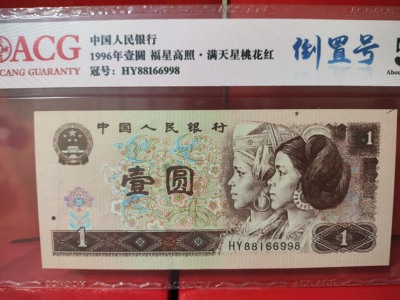 ACG
CANG GUARANTY
中国人民银行
1996年壹圆 福星高照·满天星桃花红
冠号：HY88166998
倒置号
5
Abou
中国人民银行
1
壹圆
1
HY88166998